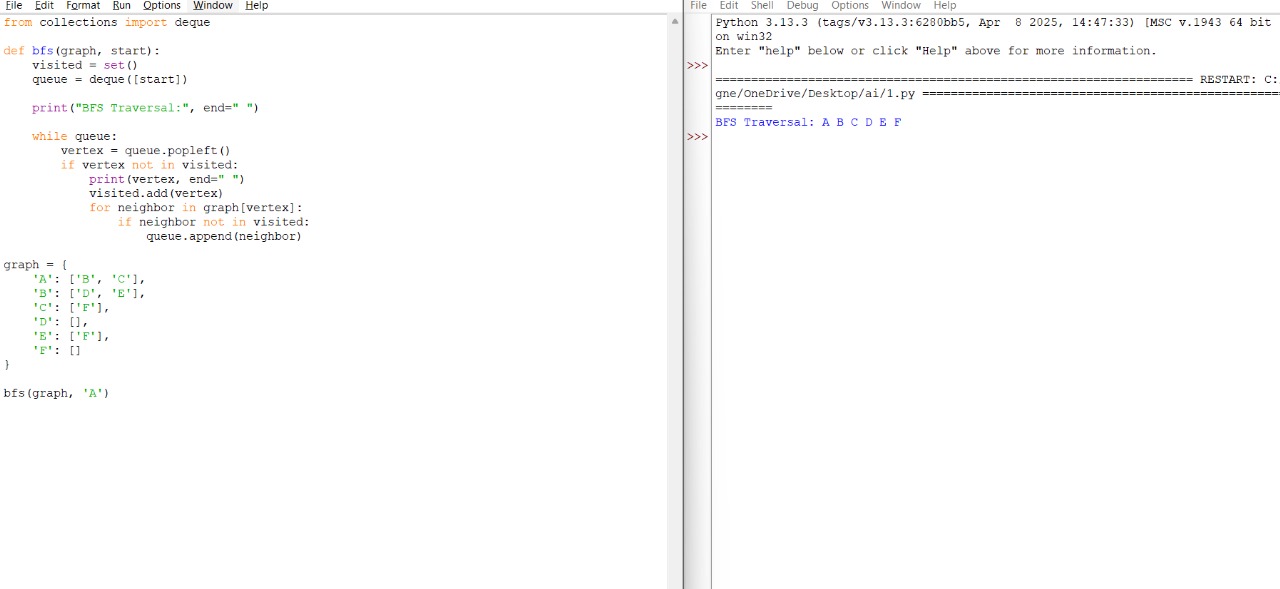 File Edit Format Run Options Window Help
from collections import deque

def bfs(graph, start):
    visited = set()
    queue = deque([start])

    print("BFS Traversal:", end=" ")

    while queue:
        vertex = queue.popleft()
        if vertex not in visited:
            print(vertex, end=" ")
            visited.add(vertex)
            for neighbor in graph[vertex]:
                if neighbor not in visited:
                    queue.append(neighbor)

graph = {
    'A': ['B', 'C'],
    'B': ['D', 'E'],
    'C': ['F'],
    'D': [],
    'E': ['F'],
    'F': []
}

bfs(graph, 'A')
File Edit Shell Debug Options Window Help
Python 3.13.3 (tags/v3.13.3:6280bb5, Apr  8 2025, 14:47:33) [MSC v.1943 64 bit
on win32
Enter "help" below or click "Help" above for more information.
>>>
=================================================================== RESTART: C:
gne/OneDrive/Desktop/ai/1.py ==================================================
========
BFS Traversal: A B C D E F
>>>